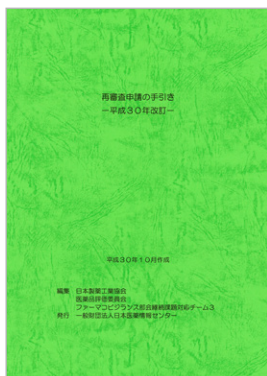 再審査申請の手引き
－平成30年改訂－
平成30年10月作成
編集 日本製薬工業協会
医薬品評価委員会
ファーマコビジランス部会継続課題対応チーム3
発行 一般財団法人日本医薬情報センター